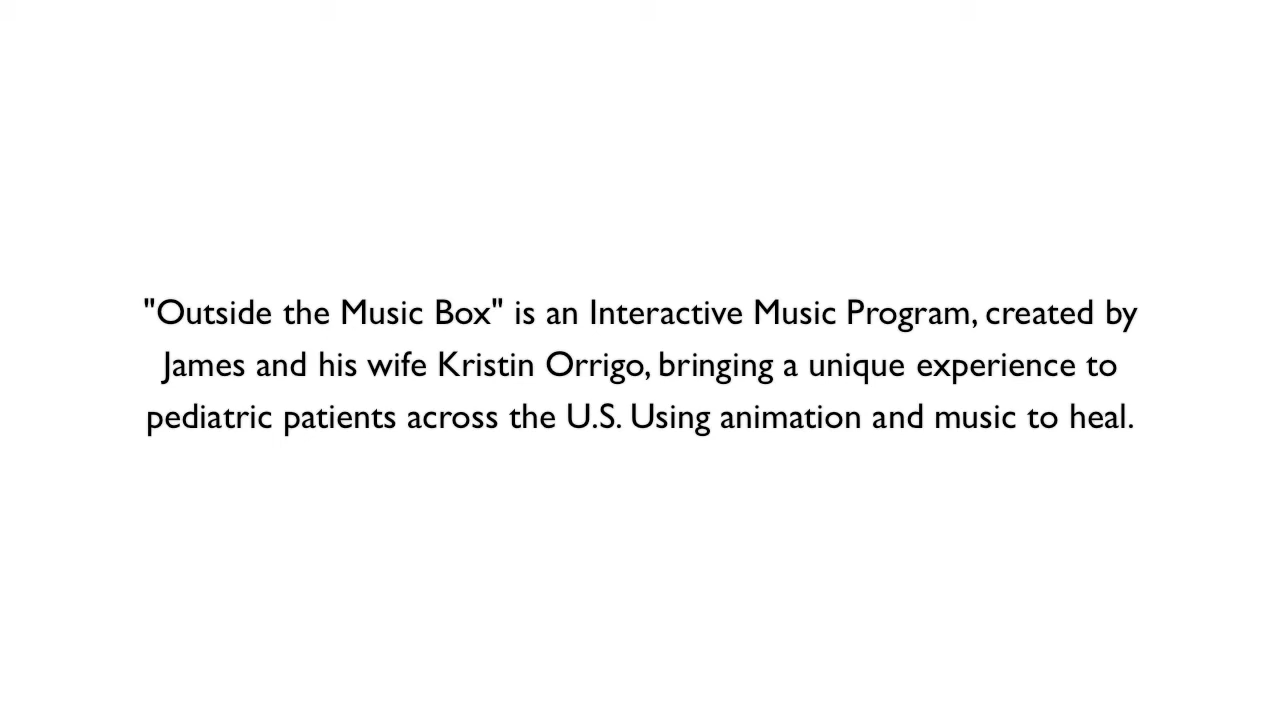 "Outside the Music Box" is an Interactive Music Program, created by
James and his wife Kristin Orrigo, bringing a unique experience to
pediatric patients across the U.S. Using animation and music to heal.